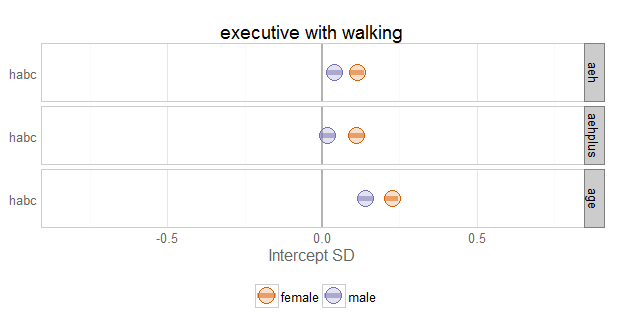 executive with walking
habc
aeh
habc
aehplus
habc
age
-0.5 0.0 0.5
Intercept SD
female male